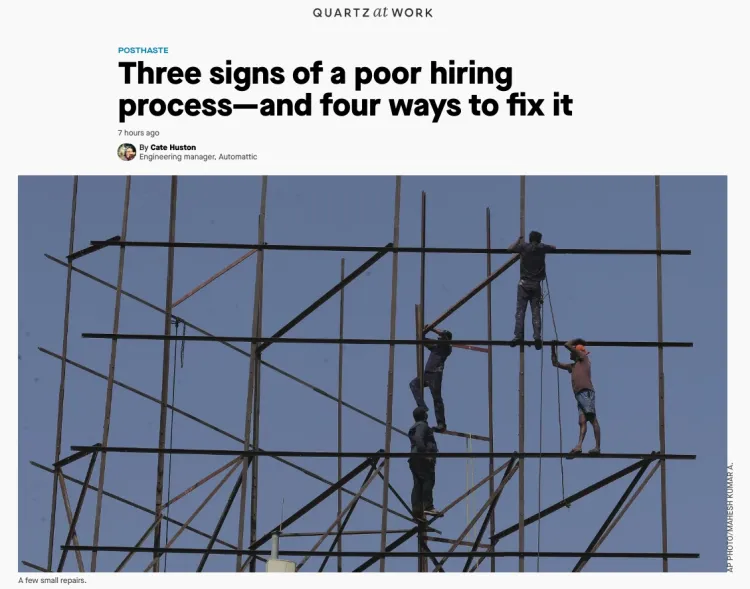 QUARTZ at WORK
POSTHASTE
Three signs of a poor hiring
process—and four ways to fix it
7 hours ago
By Cate Huston
Engineering manager, Automattic
AP PHOTO/MAHESH KUMAR A.
A few small repairs.